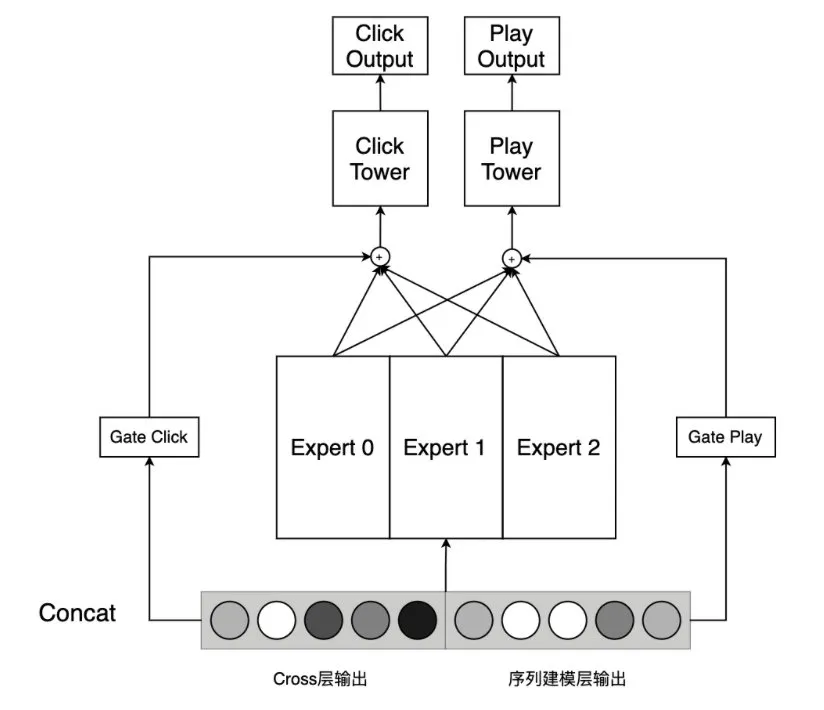 Click
Output
Play
Output
Click
Tower
Play
Tower
+
+
Gate Click
Expert 0
Expert 1
Expert 2
Gate Play
Concat
Cross层输出
序列建模层输出